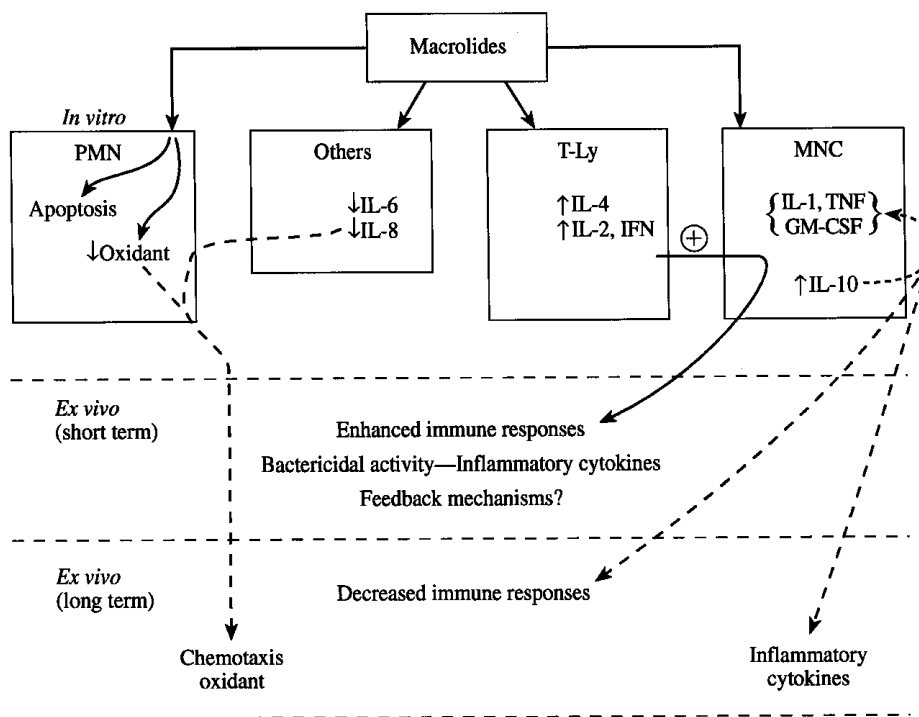 Macrolides
In vitro
PMN
Apoptosis
↓Oxidant
Others
↓IL-6
↓IL-8
T-Ly
↑IL-4
↑IL-2, IFN
+
MNC
{IL-1, TNF
GM-CSF}
↑IL-10
Ex vivo
(short term)
Enhanced immune responses
Bactericidal activity—Inflammatory cytokines
Feedback mechanisms?
Ex vivo
(long term)
Decreased immune responses
Chemotaxis
oxidant
Inflammatory
cytokines